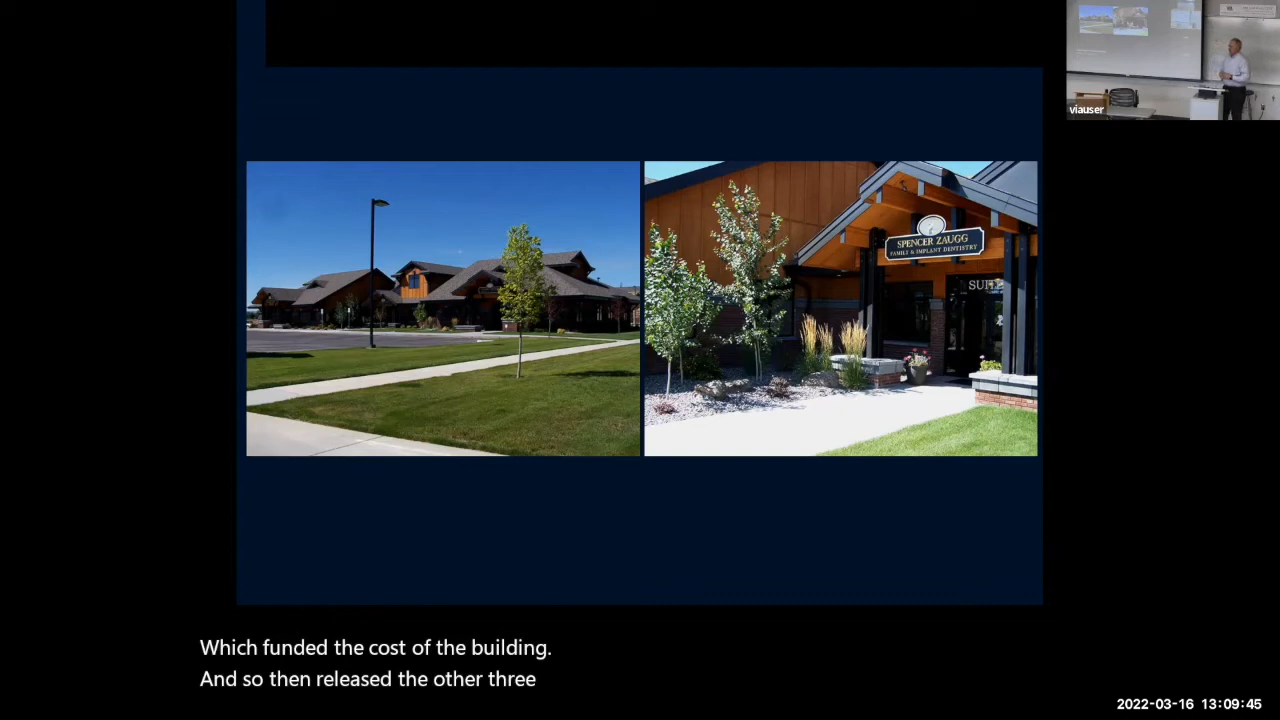 viauser
SPENCER ZAUGG
FAMILY & IMPLANT DENTISTRY
SUITE
Which funded the cost of the building.
And so then released the other three
2022-03-16 13:09:45